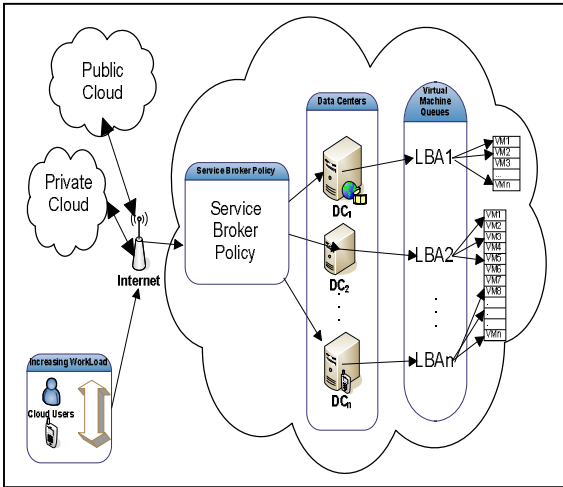 Public
Cloud
Private
Cloud
Internet
Increasing WorkLoad
Cloud Users
Service Broker Policy
Service
Broker
Policy
Data Centers
DC1
DC2
. . .
DCn
Virtual
Machine
Queues
LBA1
LBA2
. . .
LBAn
VM1
VM2
VM3
...
VMn
VM1
VM2
VM3
VM4
VM5
VM6
VM7
VM8
.
.
.
VMn